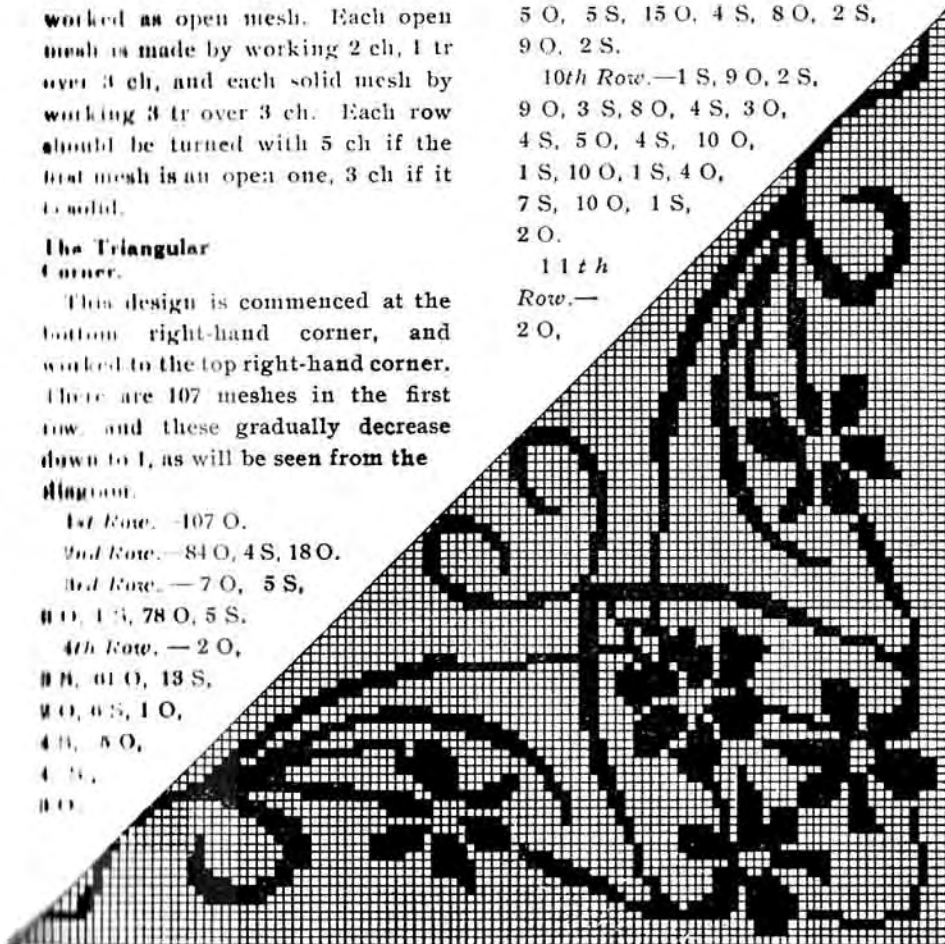 worked as open mesh. Each open
mesh is made by working 2 ch, 1 tr
over 3 ch, and each solid mesh by
working 3 tr over 3 ch. Each row
should be turned with 5 ch if the
first mesh is an open one, 3 ch if it
is solid.
The Triangular
Corner.
This design is commenced at the
bottom right-hand corner, and
worked to the top right-hand corner.
There are 107 meshes in the first
row, and these gradually decrease
down to 1, as will be seen from the
diagram.
1st Row.—107 O.
2nd Row.—84 O, 4 S, 18 O.
3rd Row.—7 O, 5 S,
O, S, 78 O, 5 S.
4th Row.—2 O,
O, 13 S,
O, 6 S, 1 O,
4 S, O,
S,
O.
5 O, 5 S, 15 O, 4 S, 8 O, 2 S,
9 O, 2 S.
10th Row.—1 S, 9 O, 2 S,
9 O, 3 S, 8 O, 4 S, 3 O,
4 S, 5 O, 4 S, 10 O,
1 S, 10 O, 1 S, 4 O,
7 S, 10 O, 1 S,
2 O.
11th
Row.—
2 O,